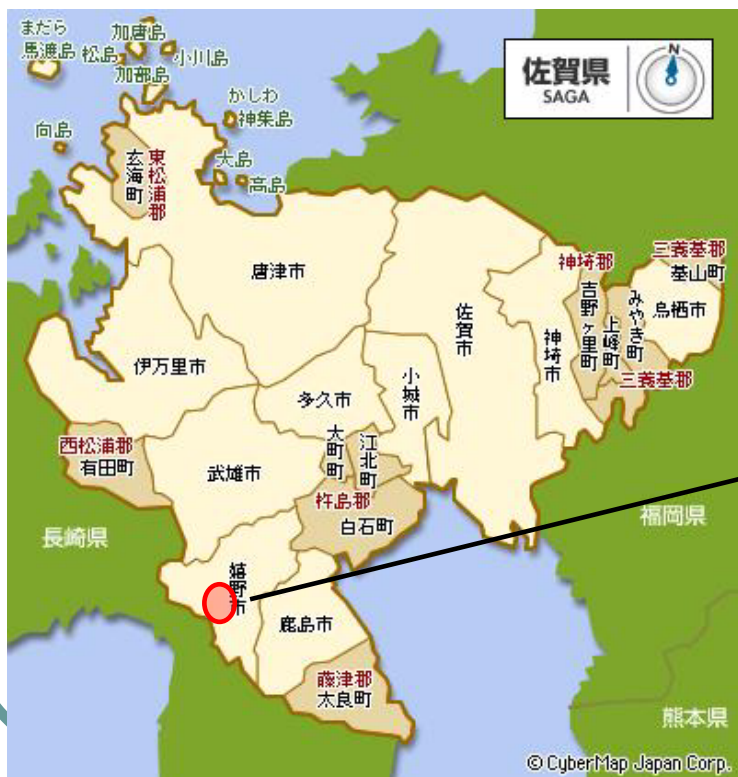 まだら
馬渡島
加唐島
松島
小川島
加部島
かしわ
神集島
向島
大島
高島
佐賀県
SAGA
N
東松浦郡
玄海町
唐津市
伊万里市
佐賀市
神埼郡
吉野ヶ里町
上峰町
みやき町
三養基郡
基山町
鳥栖市
神埼市
三養基郡
小城市
多久市
大町町
江北町
西松浦郡
有田町
武雄市
杵島郡
白石町
福岡県
長崎県
嬉野市
鹿島市
藤津郡
太良町
熊本県
© CyberMap Japan Corp.